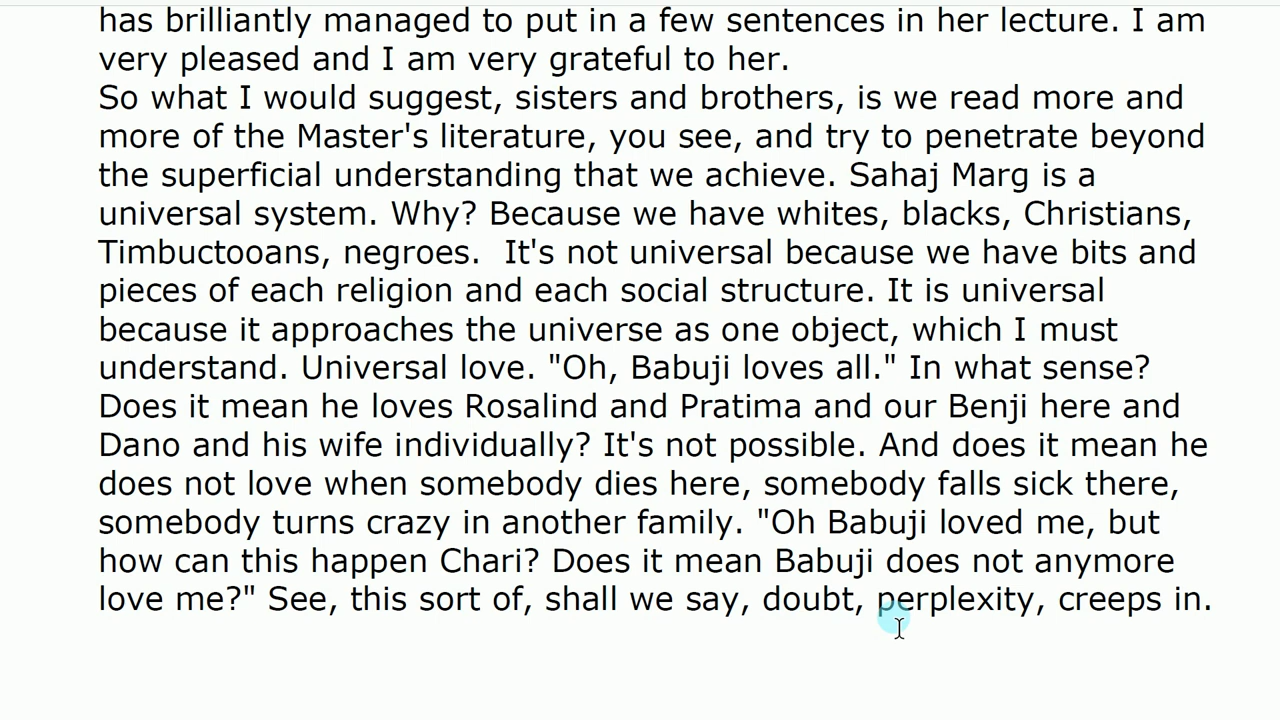 has brilliantly managed to put in a few sentences in her lecture. I am
very pleased and I am very grateful to her.
So what I would suggest, sisters and brothers, is we read more and
more of the Master's literature, you see, and try to penetrate beyond
the superficial understanding that we achieve. Sahaj Marg is a
universal system. Why? Because we have whites, blacks, Christians,
Timbuctooans, negroes.  It's not universal because we have bits and
pieces of each religion and each social structure. It is universal
because it approaches the universe as one object, which I must
understand. Universal love. "Oh, Babuji loves all." In what sense?
Does it mean he loves Rosalind and Pratima and our Benji here and
Dano and his wife individually? It's not possible. And does it mean he
does not love when somebody dies here, somebody falls sick there,
somebody turns crazy in another family. "Oh Babuji loved me, but
how can this happen Chari? Does it mean Babuji does not anymore
love me?" See, this sort of, shall we say, doubt, perplexity, creeps in.